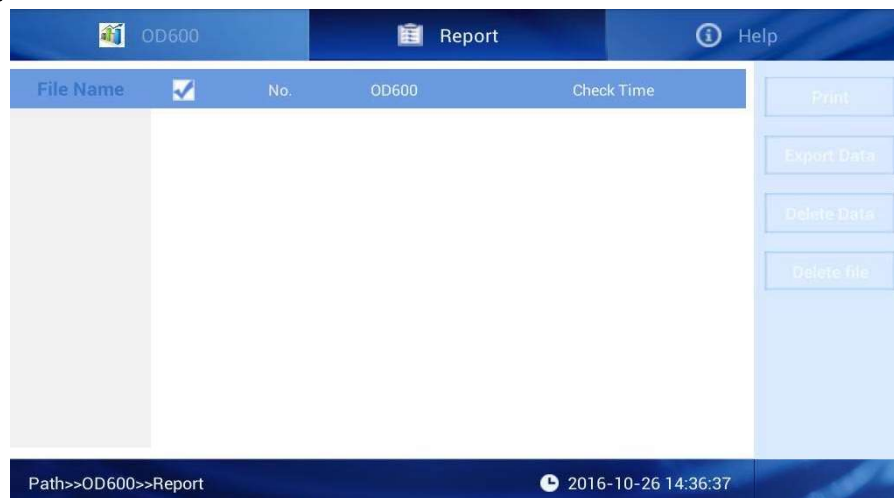 OD600 Report Help
File Name No. OD600 Check Time
Print
Export Data
Delete Data
Delete file
Path>>OD600>>Report 2016-10-26 14:36:37